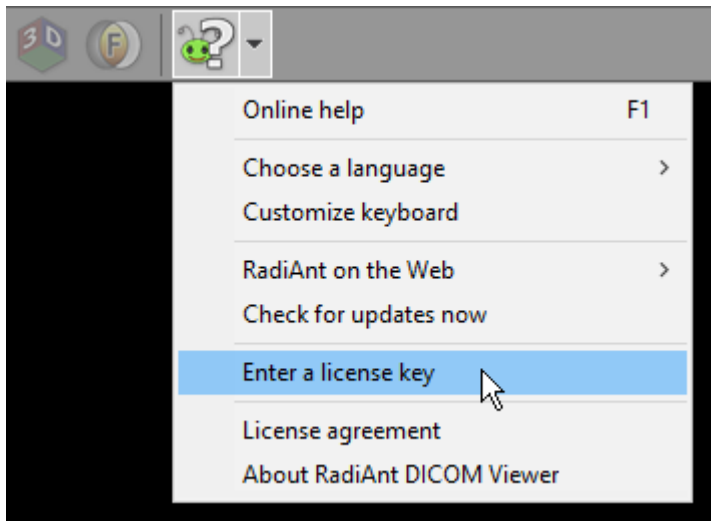 3D
F
?
Online help F1
Choose a language >
Customize keyboard
RadiAnt on the Web >
Check for updates now
Enter a license key
License agreement
About RadiAnt DICOM Viewer